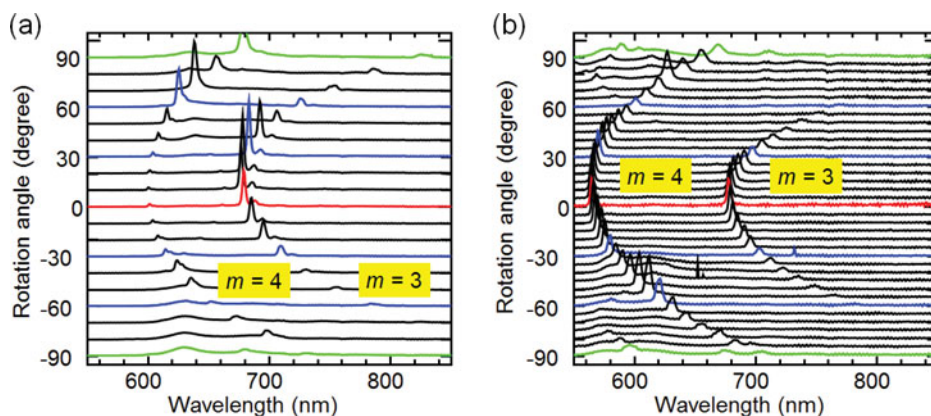 (a)
Rotation angle (degree)
90
60
30
0
-30
-60
-90
m = 4
m = 3
600
700
800
Wavelength (nm)
(b)
Rotation angle (degree)
90
60
30
0
-30
-60
-90
m = 4
m = 3
600
700
800
Wavelength (nm)